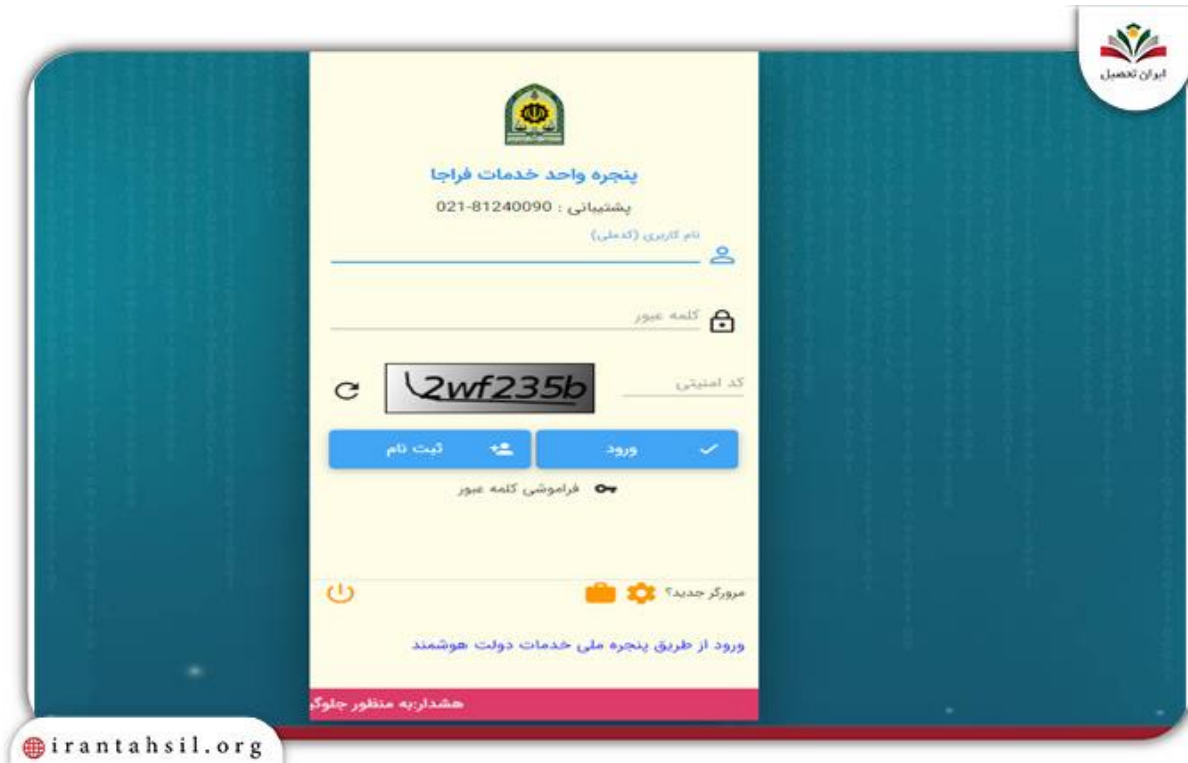 ایران تحصیل
پنجره واحد خدمات فراجا
پشتیبانی : 81240090-021
نام کاربری (کدملی)
کلمه عبور
کد امنیتی
2wf235b
ورود
ثبت نام
فراموشی کلمه عبور
مرورگر جدید؟
ورود از طریق پنجره ملی خدمات دولت هوشمند
هشدار:به منظور جلوگی
irantahsil.org